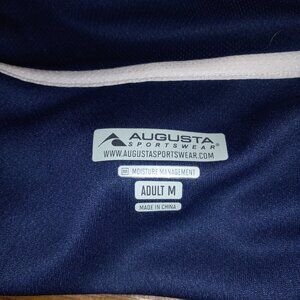 AUGUSTA
SPORTSWEAR®
WWW.AUGUSTASPORTSWEAR.COM
M MOISTURE MANAGEMENT
ADULT M
MADE IN CHINA